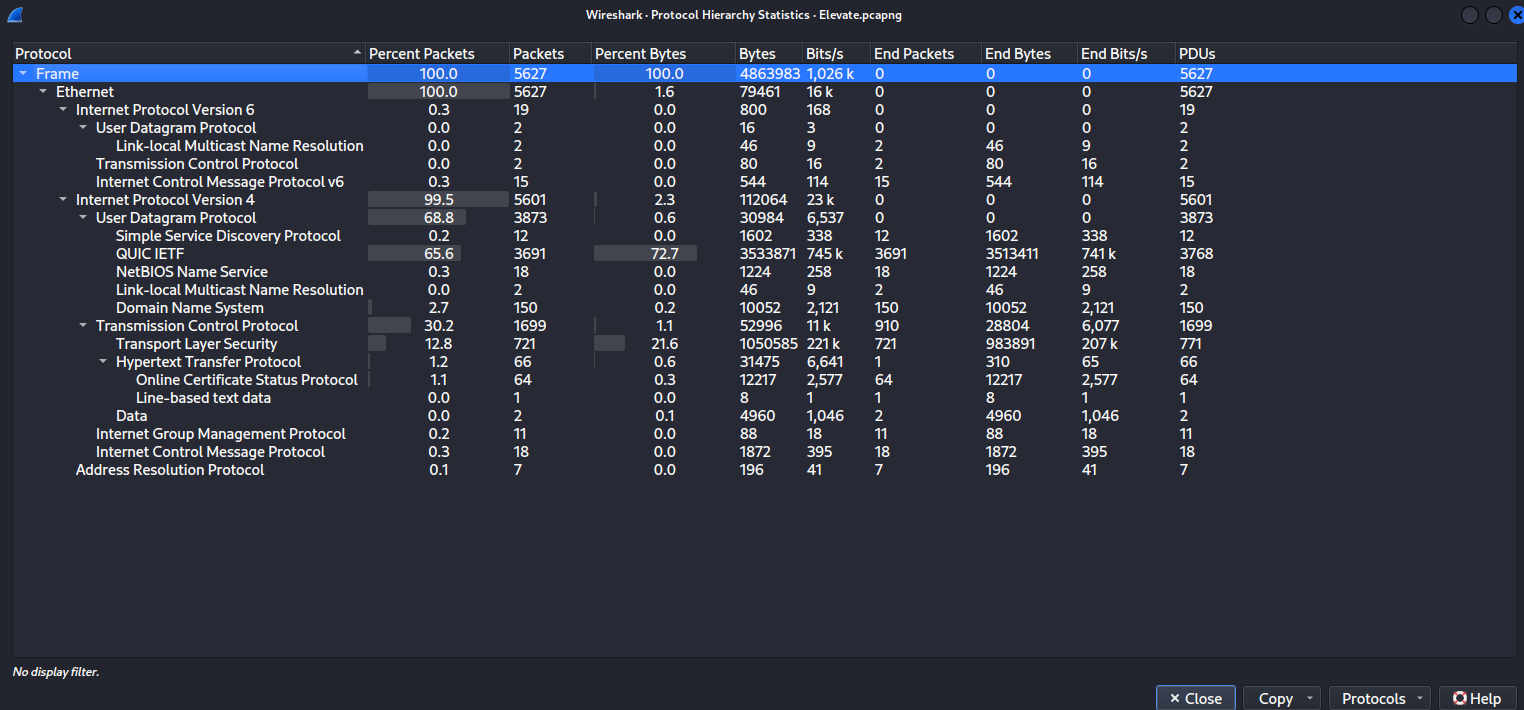 Wireshark · Protocol Hierarchy Statistics · Elevate.pcapng
Protocol Percent Packets Packets Percent Bytes Bytes Bits/s End Packets End Bytes End Bits/s PDUs
Frame 100.0 5627 100.0 4863983 1,026 k 0 0 0 5627
Ethernet 100.0 5627 1.6 79461 16 k 0 0 0 5627
Internet Protocol Version 6 0.3 19 0.0 800 168 0 0 0 19
User Datagram Protocol 0.0 2 0.0 16 3 0 0 0 2
Link-local Multicast Name Resolution 0.0 2 0.0 46 9 2 46 9 2
Transmission Control Protocol 0.0 2 0.0 80 16 2 80 16 2
Internet Control Message Protocol v6 0.3 15 0.0 544 114 15 544 114 15
Internet Protocol Version 4 99.5 5601 2.3 112064 23 k 0 0 0 5601
User Datagram Protocol 68.8 3873 0.6 30984 6,537 0 0 0 3873
Simple Service Discovery Protocol 0.2 12 0.0 1602 338 12 1602 338 12
QUIC IETF 65.6 3691 72.7 3533871 745 k 3691 3513411 741 k 3768
NetBIOS Name Service 0.3 18 0.0 1224 258 18 1224 258 18
Link-local Multicast Name Resolution 0.0 2 0.0 46 9 2 46 9 2
Domain Name System 2.7 150 0.2 10052 2,121 150 10052 2,121 150
Transmission Control Protocol 30.2 1699 1.1 52996 11 k 910 28804 6,077 1699
Transport Layer Security 12.8 721 21.6 1050585 221 k 721 983891 207 k 771
Hypertext Transfer Protocol 1.2 66 0.6 31475 6,641 1 310 65 66
Online Certificate Status Protocol 1.1 64 0.3 12217 2,577 64 12217 2,577 64
Line-based text data 0.0 1 0.0 8 1 1 8 1 1
Data 0.0 2 0.1 4960 1,046 2 4960 1,046 2
Internet Group Management Protocol 0.2 11 0.0 88 18 11 88 18 11
Internet Control Message Protocol 0.3 18 0.0 1872 395 18 1872 395 18
Address Resolution Protocol 0.1 7 0.0 196 41 7 196 41 7
No display filter.
Close Copy Protocols Help